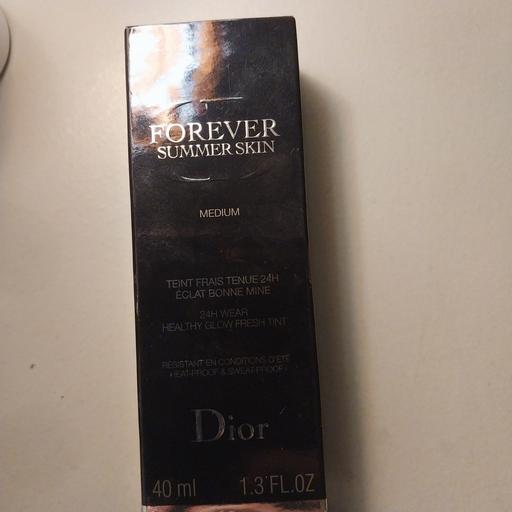 FOREVER
SUMMER SKIN
MEDIUM
TEINT FRAIS TENUE 24H
ÉCLAT BONNE MINE
24H WEAR
HEALTHY GLOW FRESH TINT
RÉSISTANT EN CONDITIONS D'ÉTÉ
•HEAT-PROOF & SWEAT-PROOF•
Dior
40 ml 1.3 FL.OZ